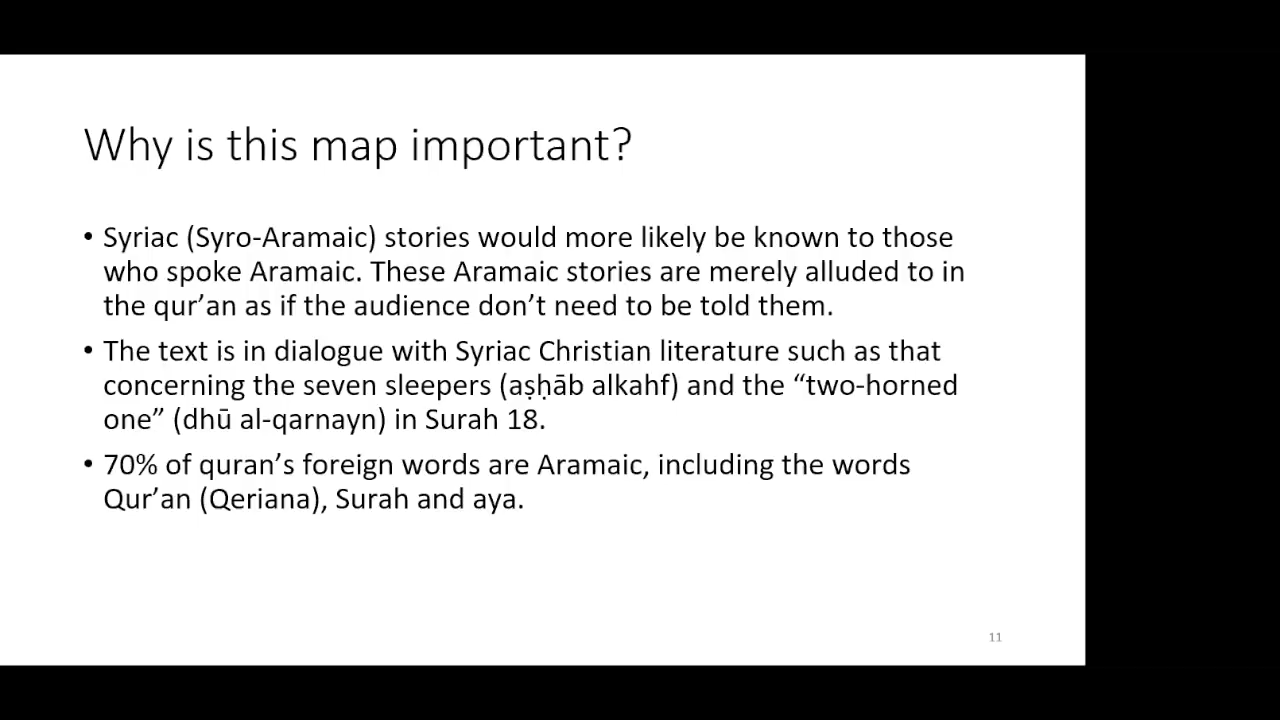 Why is this map important?
• Syriac (Syro-Aramaic) stories would more likely be known to those
who spoke Aramaic. These Aramaic stories are merely alluded to in
the qur’an as if the audience don’t need to be told them.
• The text is in dialogue with Syriac Christian literature such as that
concerning the seven sleepers (aṣḥāb alkahf) and the “two-horned
one” (dhū al-qarnayn) in Surah 18.
• 70% of quran’s foreign words are Aramaic, including the words
Qur’an (Qeriana), Surah and aya.
11